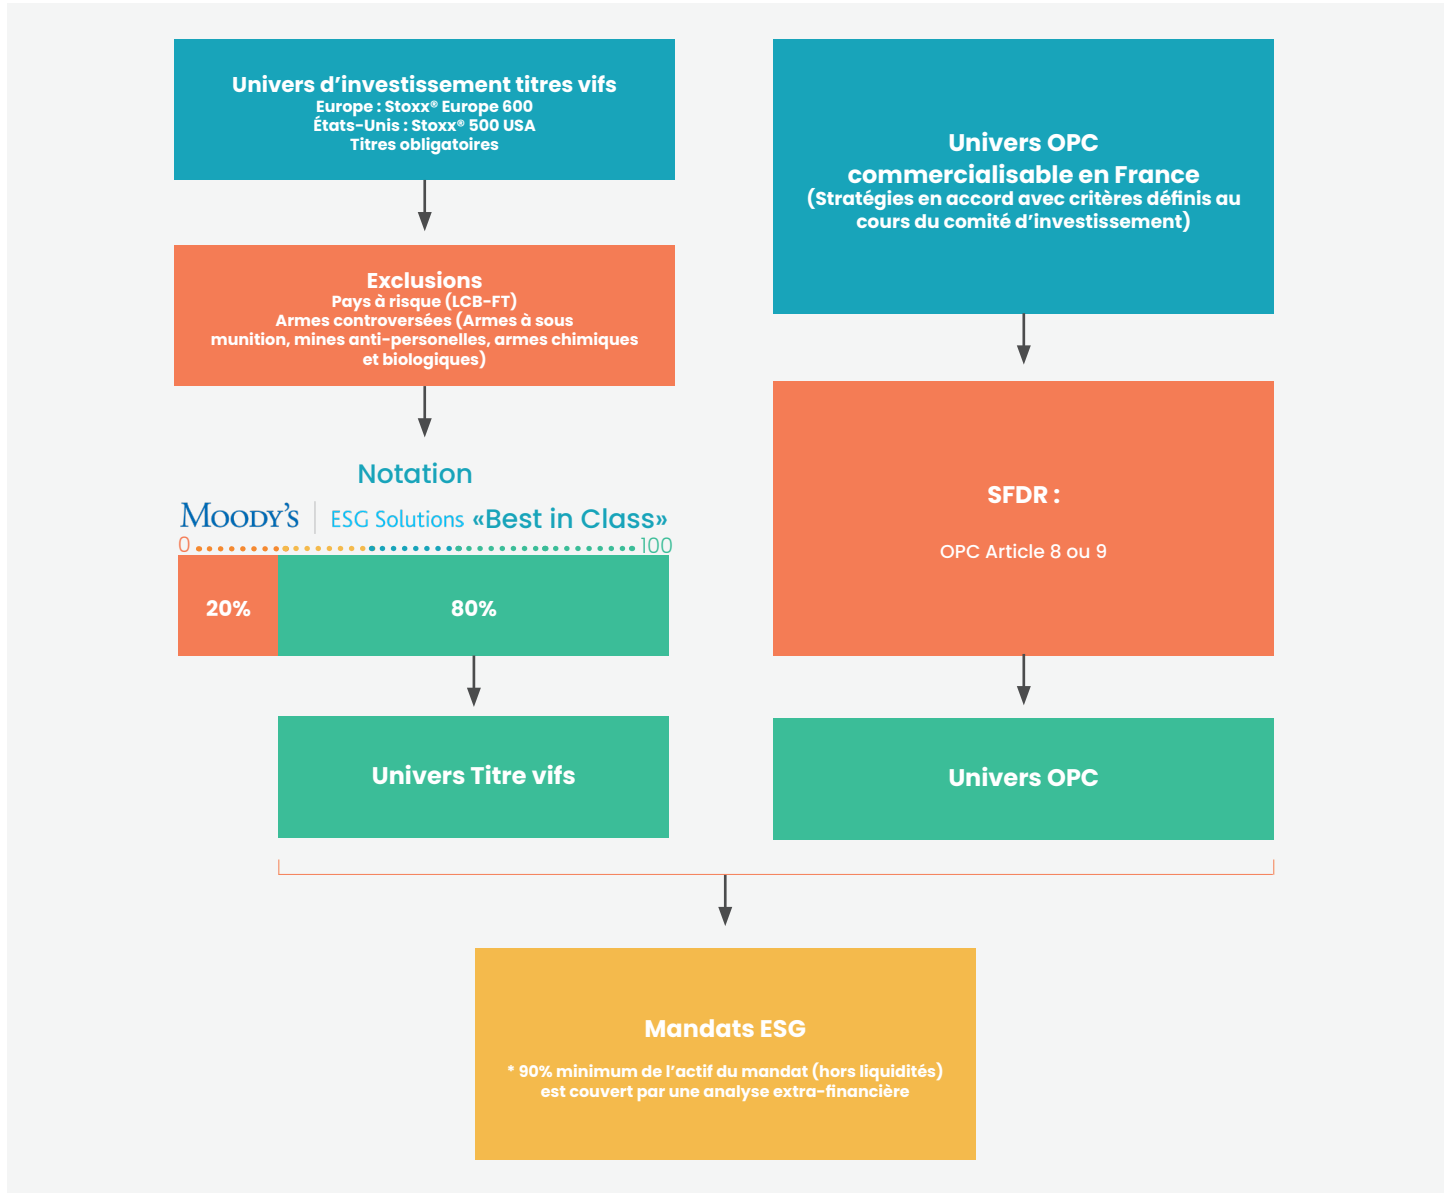 Univers d’investissement titres vifs
Europe : Stoxx® Europe 600
États-Unis : Stoxx® 500 USA
Titres obligatoires
Exclusions
Pays à risque (LCB-FT)
Armes controversées (Armes à sous
munition, mines anti-personelles, armes chimiques
et biologiques)
Notation
MOODY’S | ESG Solutions «Best in Class»
0 100
20% 80%
Univers Titre vifs
Univers OPC
commercialisable en France
(Stratégies en accord avec critères définis au
cours du comité d’investissement)
SFDR :
OPC Article 8 ou 9
Univers OPC
Mandats ESG
* 90% minimum de l’actif du mandat (hors liquidités)
est couvert par une analyse extra-financière